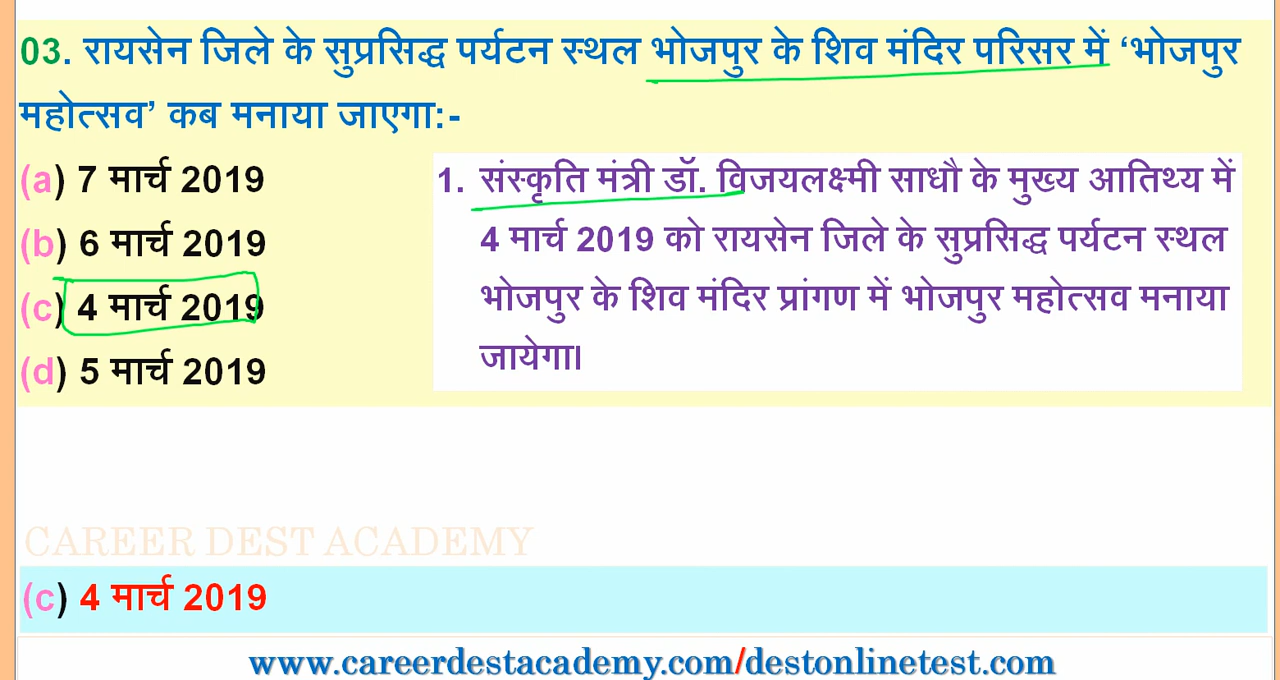 03. रायसेन जिले के सुप्रसिद्ध पर्यटन स्थल भोजपुर के शिव मंदिर परिसर में ‘भोजपुर
महोत्सव’ कब मनाया जाएगा:-
(a) 7 मार्च 2019
(b) 6 मार्च 2019
(c) 4 मार्च 2019
(d) 5 मार्च 2019
1. संस्कृति मंत्री डॉ. विजयलक्ष्मी साधौ के मुख्य आतिथ्य में
4 मार्च 2019 को रायसेन जिले के सुप्रसिद्ध पर्यटन स्थल
भोजपुर के शिव मंदिर प्रांगण में भोजपुर महोत्सव मनाया
जायेगा।
CAREER DEST ACADEMY
(c) 4 मार्च 2019
www.careerdestacademy.com/destonlinetest.com